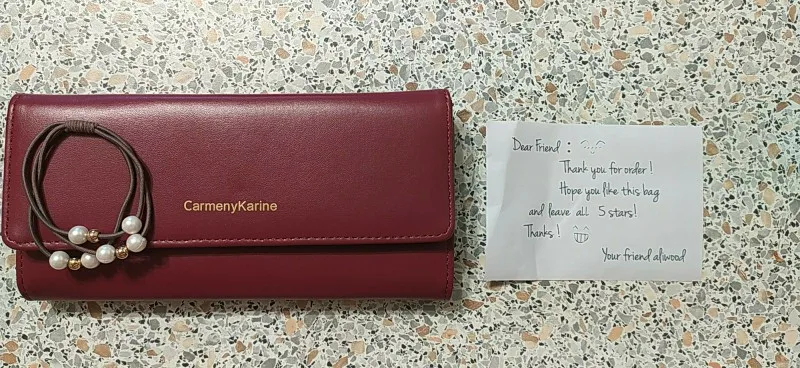 CarmenyKarine
Dear Friend :
Thank you for order !
Hope you like this bag
and leave all 5 stars!
Thanks !
Your friend aliwood